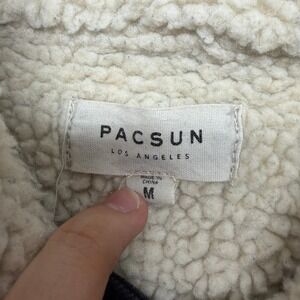 PACSUN
LOS ANGELES
MADE IN
CHINA
M